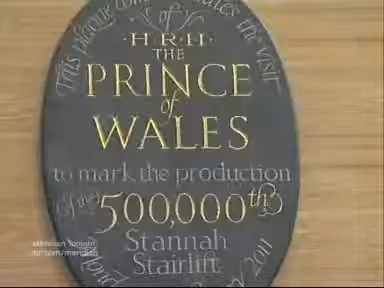 This plaque commemorates the visit
of
H·R·H·
THE
PRINCE
of
WALES
to mark the production
of the
500,000th
Stannah
Stairlift
2011